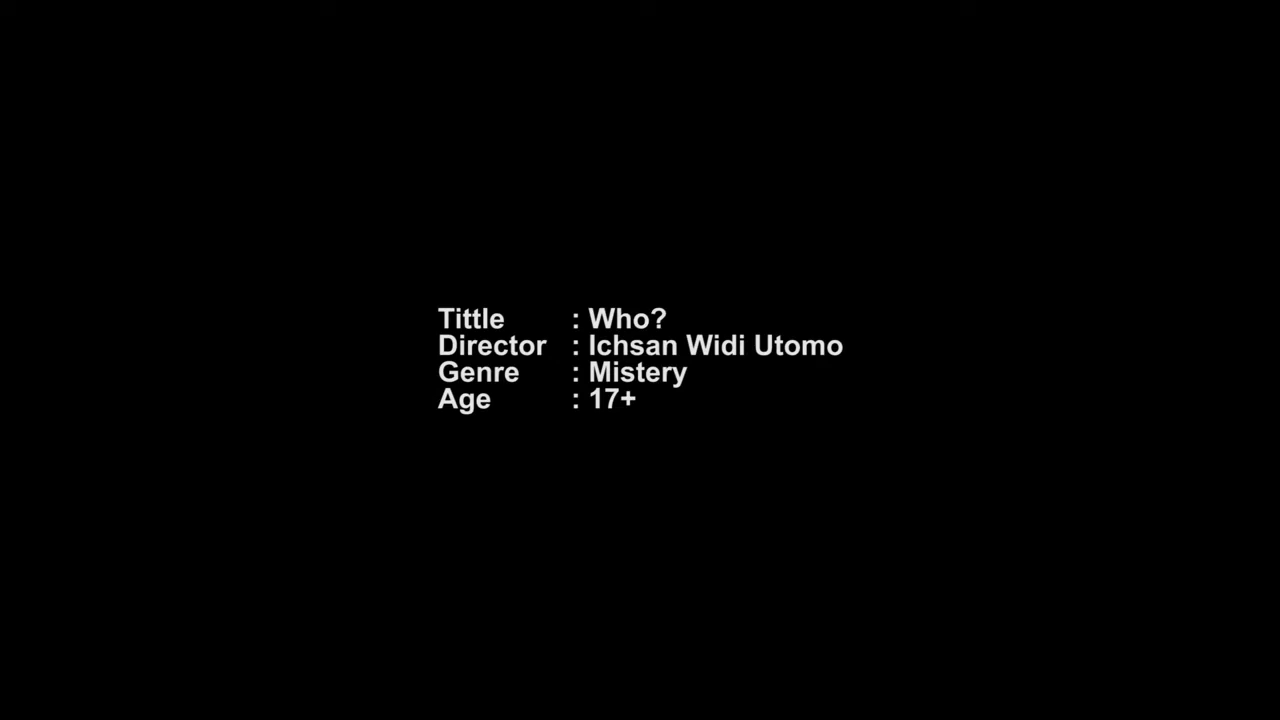 Tittle : Who?
Director : Ichsan Widi Utomo
Genre : Mistery
Age : 17+